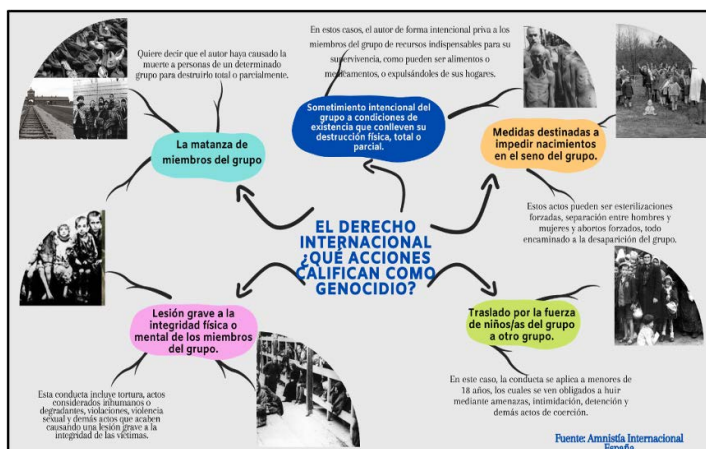 Quiere decir que el autor haya causado la
muerte a personas de un determinado
grupo para destruirlo total o parcialmente.
En estos casos, el autor de forma intencional priva a los
miembros del grupo de recursos indispensables para su
supervivencia, como pueden ser alimentos o
medicamentos, o expulsándoles de sus hogares.
La matanza de
miembros del grupo
Sometimiento intencional del
grupo a condiciones de
existencia que conlleven su
destrucción física, total o
parcial.
Medidas destinadas a
impedir nacimientos
en el seno del grupo.
Estos actos pueden ser esterilizaciones
forzadas, separación entre hombres y
mujeres y abortos forzados, todo
encaminado a la desaparición del grupo.
EL DERECHO
INTERNACIONAL
¿QUÉ ACCIONES
CALIFICAN COMO
GENOCIDIO?
Lesión grave a la
integridad física o
mental de los miembros
del grupo.
Traslado por la fuerza
de niños/as del grupo
a otro grupo.
Esta conducta incluye tortura, actos
considerados inhumanos o
degradantes, violaciones, violencia
sexual y demás actos que acaben
causando una lesión grave a la
integridad de las víctimas.
En este caso, la conducta se aplica a menores de
18 años, los cuales se ven obligados a huir
mediante amenazas, intimidación, detención y
demás actos de coerción.
Fuente: Amnistía Internacional
España